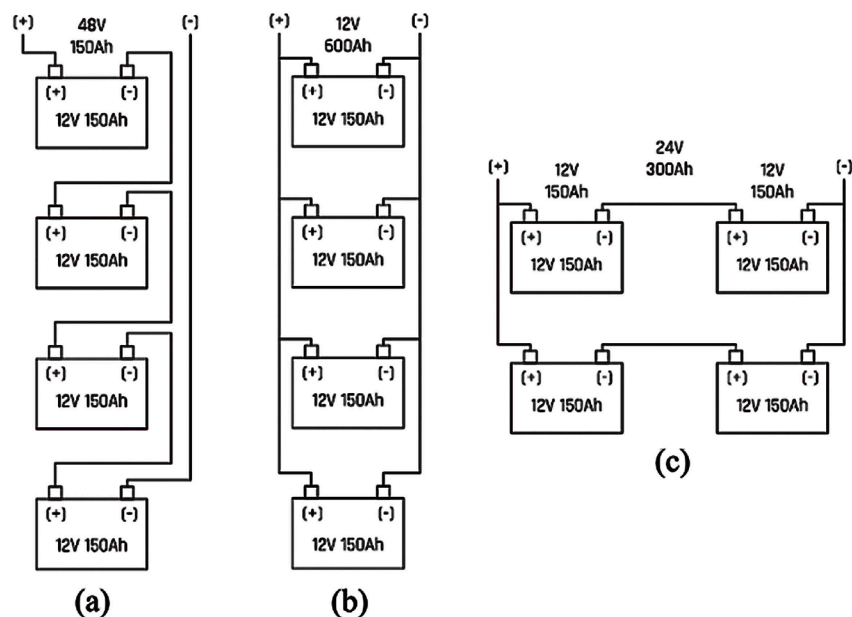 (+) 48V (-)
150Ah
(+) (-)
12V 150Ah
(+) (-)
12V 150Ah
(+) (-)
12V 150Ah
(+) (-)
12V 150Ah
(a)
(+) 12V (-)
600Ah
(+) (-)
12V 150Ah
(+) (-)
12V 150Ah
(+) (-)
12V 150Ah
(+) (-)
12V 150Ah
(b)
24V
300Ah
(+) 12V 12V (-)
150Ah 150Ah
(+) (-) (+) (-)
12V 150Ah 12V 150Ah
(+) (-) (+) (-)
12V 150Ah 12V 150Ah
(c)